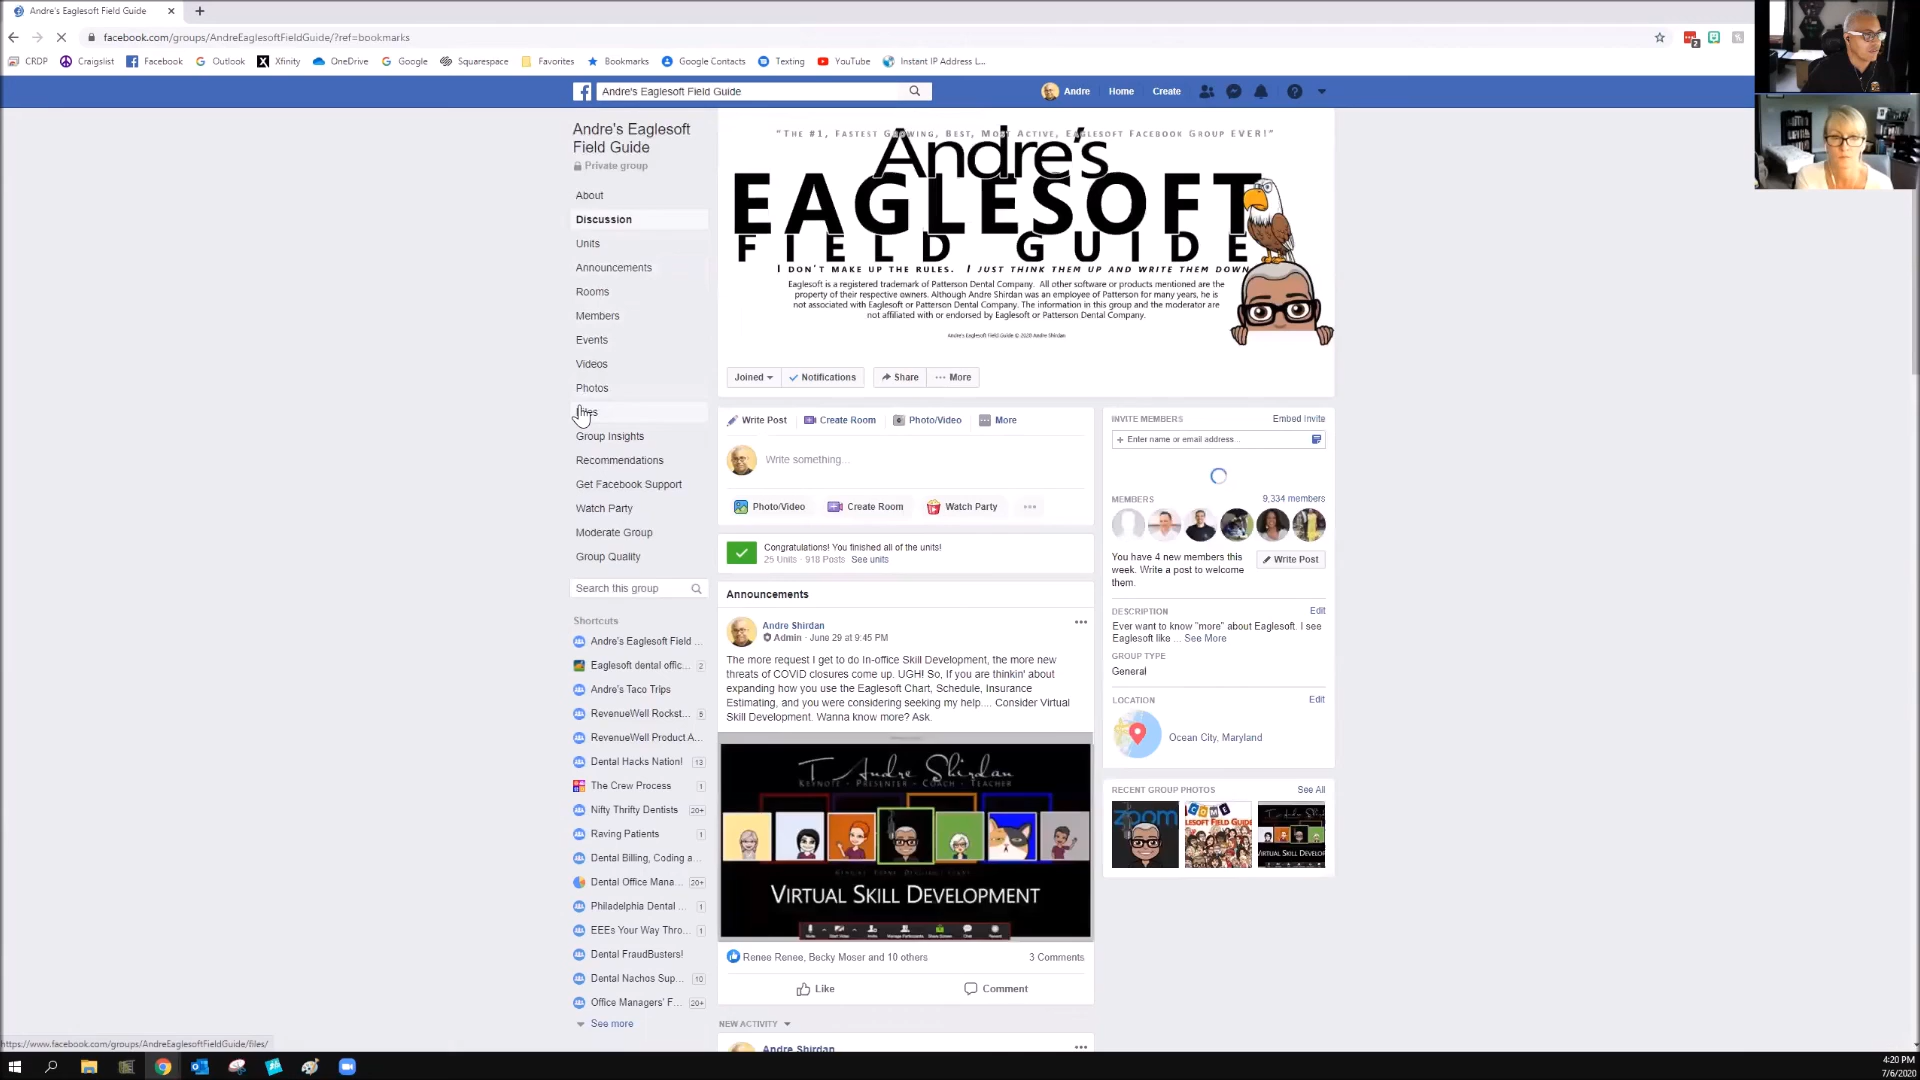 Andre's Eaglesoft Field Guide
facebook.com/groups/AndreEaglesoftFieldGuide/?ref=bookmarks
CRDP
Craigslist
Facebook
Outlook
Xfinity
OneDrive
Google
Squarespace
Favorites
Bookmarks
Google Contacts
Texting
YouTube
Instant IP Address L...
Andre's Eaglesoft Field Guide
Andre
Home
Create
Andre's Eaglesoft
Field Guide
Private group
About
Discussion
Units
Announcements
Rooms
Members
Events
Videos
Photos
Group Insights
Recommendations
Get Facebook Support
Watch Party
Moderate Group
Group Quality
Search this group
Shortcuts
Andre's Eaglesoft Field ...
Eaglesoft dental offic... 2
Andre's Taco Trips
RevenueWell Rockst... 5
RevenueWell Product A...
Dental Hacks Nation! 13
The Crew Process 1
Nifty Thrifty Dentists 20+
Raving Patients 1
Dental Billing, Coding a...
Dental Office Mana... 20+
Philadelphia Dental ... 1
EEEs Your Way Thro... 1
Dental FraudBusters!
Dental Nachos Sup... 10
Office Managers' F... 20+
See more
"The #1, Fastest Growing, Best, Most Active, Eaglesoft Facebook Group EVER!"
Andre's
EAGLESOFT
FIELD GUIDE
I don't make up the rules. I just think them up and write them down.
Eaglesoft is a registered trademark of Patterson Dental Company. All other software or products mentioned are the
property of their respective owners. Although Andre Shirdan was an employee of Patterson for many years, he is
not associated with Eaglesoft or Patterson Dental Company. The information in this group and the moderator are
not affiliated with or endorsed by Eaglesoft or Patterson Dental Company.
Andre's Eaglesoft Field Guide © 2020 Andre Shirdan
Joined
Notifications
Share
More
Write Post
Create Room
Photo/Video
More
Write something...
Photo/Video
Create Room
Watch Party
Congratulations! You finished all of the units!
25 Units · 918 Posts See units
Announcements
Andre Shirdan
Admin · June 29 at 9:45 PM
The more request I get to do In-office Skill Development, the more new
threats of COVID closures come up. UGH! So, If you are thinkin' about
expanding how you use the Eaglesoft Chart, Schedule, Insurance
Estimating, and you were considering seeking my help.... Consider Virtual
Skill Development. Wanna know more? Ask.
T. Andre Shirdan
Keynote - Presenter - Coach - Teacher
Virtual Skill Development
Renee Renee, Becky Moser and 10 others
3 Comments
Like
Comment
NEW ACTIVITY
Andre Shirdan
INVITE MEMBERS
Embed Invite
+ Enter name or email address...
MEMBERS
9,334 members
You have 4 new members this
week. Write a post to welcome
them.
Write Post
DESCRIPTION
Edit
Ever want to know "more" about Eaglesoft. I see
Eaglesoft like ... See More
GROUP TYPE
General
LOCATION
Edit
Ocean City, Maryland
RECENT GROUP PHOTOS
See All
https://www.facebook.com/groups/AndreEaglesoftFieldGuide/files/
4:20 PM
7/6/2020